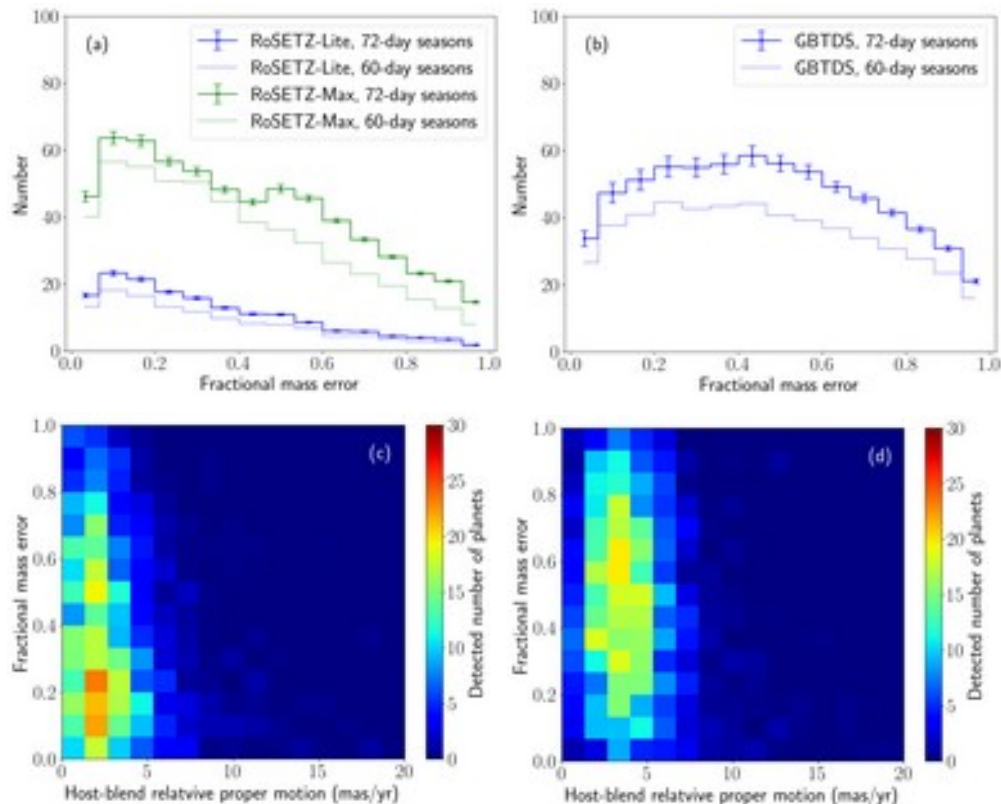 100
80
60
40
20
0
Number
(a)
RoSETZ-Lite, 72-day seasons
RoSETZ-Lite, 60-day seasons
RoSETZ-Max, 72-day seasons
RoSETZ-Max, 60-day seasons
0.0 0.2 0.4 0.6 0.8 1.0
Fractional mass error
100
80
60
40
20
0
Number
(b)
GBTDS, 72-day seasons
GBTDS, 60-day seasons
0.0 0.2 0.4 0.6 0.8 1.0
Fractional mass error
1.0
0.8
0.6
0.4
0.2
0.0
Fractional mass error
(c)
0 5 10 15 20
Host-blend relatvive proper motion (mas/yr)
30
25
20
15
10
5
0
Detected number of planets
1.0
0.8
0.6
0.4
0.2
0.0
Fractional mass error
(d)
0 5 10 15 20
Host-blend relatvive proper motion (mas/yr)
30
25
20
15
10
5
0
Detected number of planets